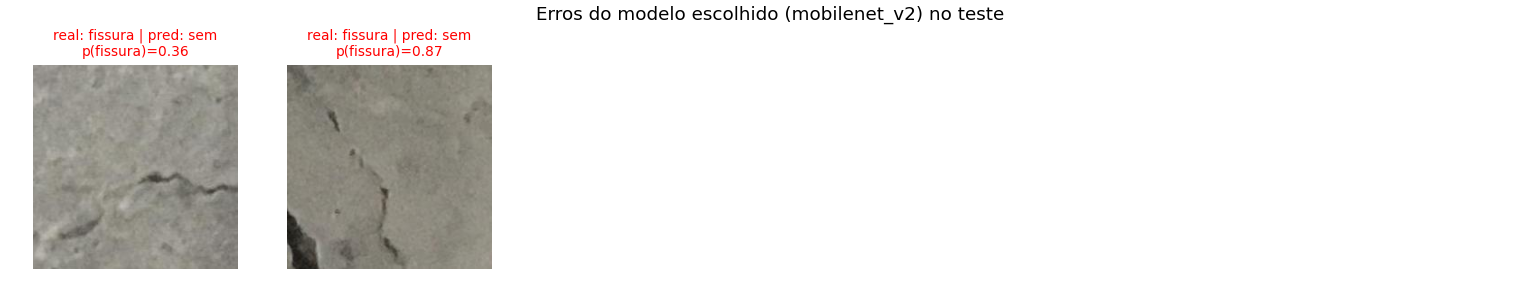 Erros do modelo escolhido (mobilenet_v2) no teste
real: fissura | pred: sem
p(fissura)=0.36
real: fissura | pred: sem
p(fissura)=0.87